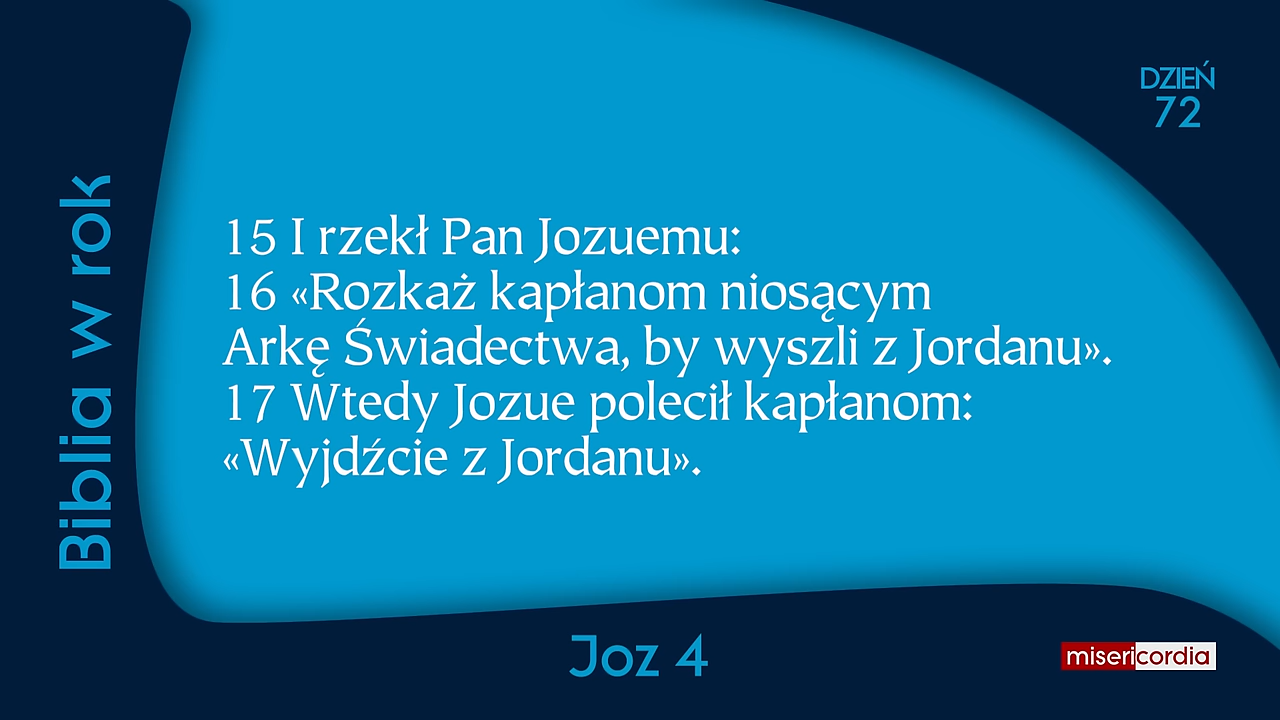 DZIEŃ
72
Biblia w rok
15 I rzekł Pan Jozuemu:
16 «Rozkaż kapłanom niosącym
Arkę Świadectwa, by wyszli z Jordanu».
17 Wtedy Jozue polecił kapłanom:
«Wyjdźcie z Jordanu».
Joz 4
misericordia